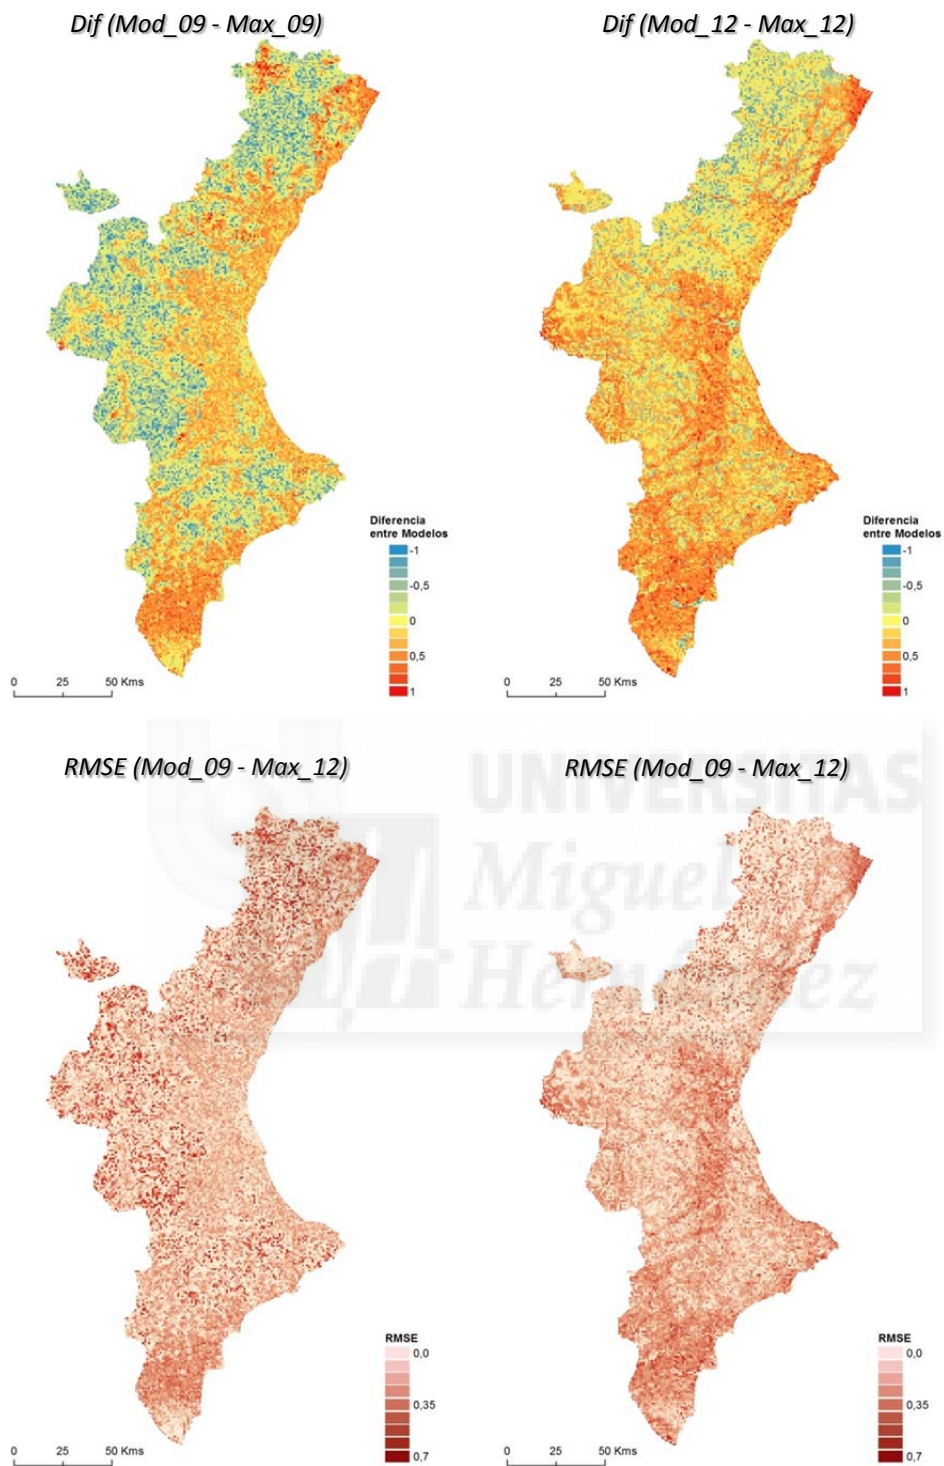 Dif (Mod_09 - Max_09)
Dif (Mod_12 - Max_12)
Diferencia
entre Modelos
-1
-0,5
0
0,5
1
0 25 50 Kms
Diferencia
entre Modelos
-1
-0,5
0
0,5
1
0 25 50 Kms
UNIVERSITAS
Miguel
Hernández
RMSE (Mod_09 - Max_12)
RMSE (Mod_09 - Max_12)
RMSE
0,0
0,35
0,7
0 25 50 Kms
RMSE
0,0
0,35
0,7
0 25 50 Kms